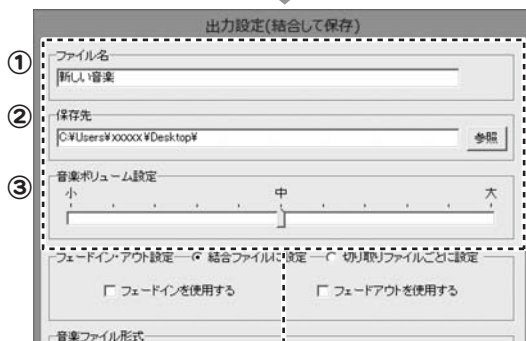 出力設定(結合して保存)
① ファイル名
新しい音楽
② 保存先
C:¥Users¥xxxxx¥Desktop¥ 参照
③ 音楽ボリューム設定
小 中 大
フェードイン・アウト設定 結合ファイルに設定 切り取りファイルごとに設定
フェードインを使用する フェードアウトを使用する
音楽ファイル形式